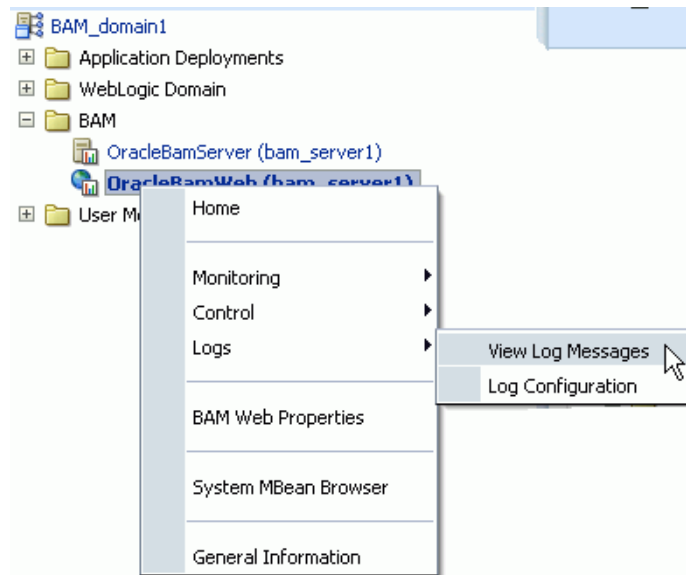 BAM_domain1
Application Deployments
WebLogic Domain
BAM
OracleBamServer (bam_server1)
OracleBamWeb (bam_server1)
User M
Home
Monitoring
Control
Logs
View Log Messages
Log Configuration
BAM Web Properties
System MBean Browser
General Information